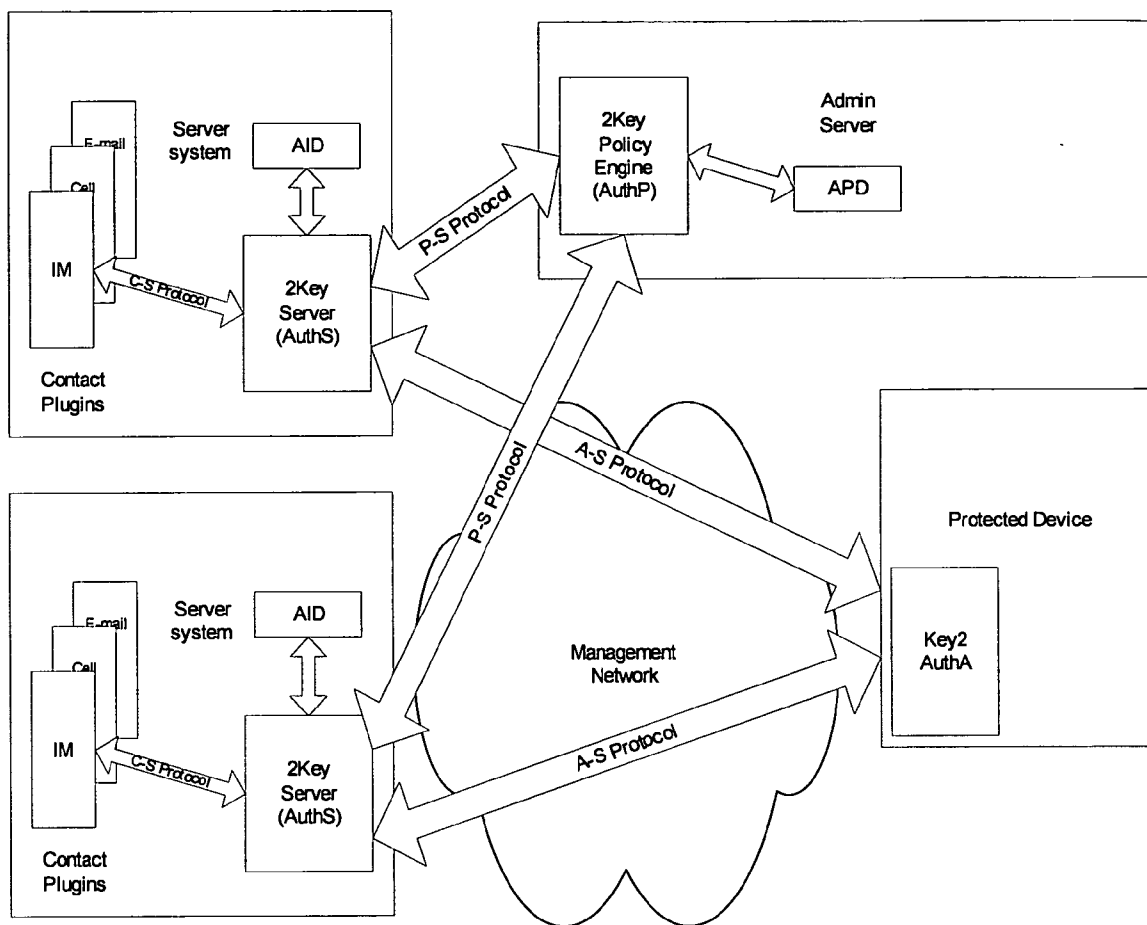 E-mail
Cell
IM
Server
system
AID
C-S Protocol
2Key
Server
(AuthS)
Contact
Plugins
P-S Protocol
2Key
Policy
Engine
(AuthP)
Admin
Server
APD
P-S Protocol
A-S Protocol
Protected Device
Key2
AuthA
Management
Network
A-S Protocol
E-mail
Cell
IM
Server
system
AID
C-S Protocol
2Key
Server
(AuthS)
Contact
Plugins